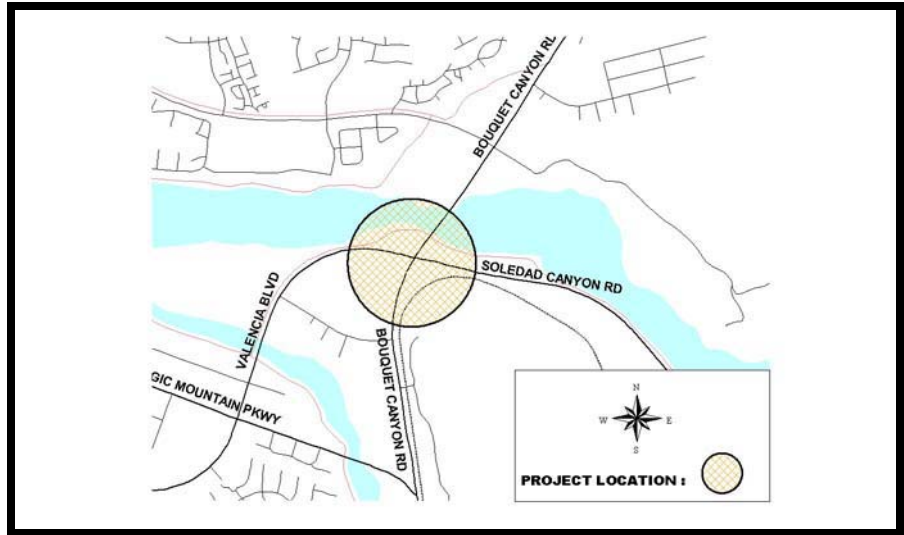 BOUQUET CANYON RD
SOLEDAD CANYON RD
VALENCIA BLVD
BOUQUET CANYON RD
GIC MOUNTAIN PKWY
N
W E
S
PROJECT LOCATION :